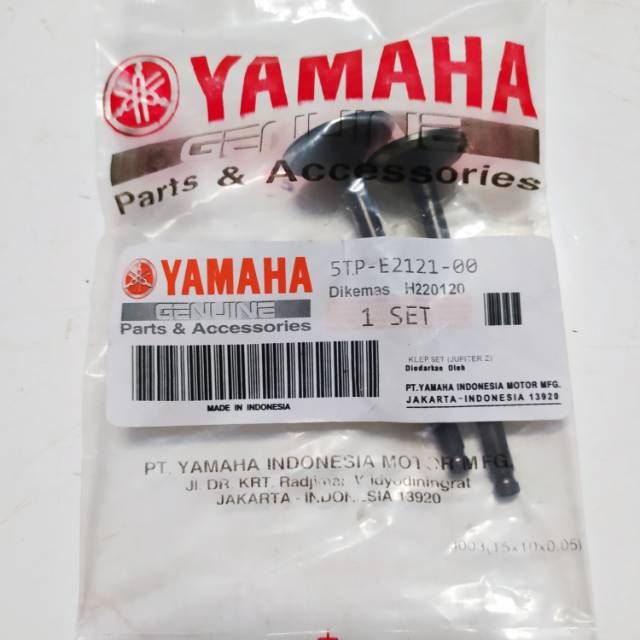 YAMAHA
GENUINE
Parts & Accessories
YAMAHA
GENUINE
Parts & Accessories
5TP-E2121-00
Dikemas H220120
1 SET
KLEP SET (JUPITER Z)
Diedarkan Oleh
PT. YAMAHA INDONESIA MOTOR MFG.
JAKARTA-INDONESIA 13920
MADE IN INDONESIA
PT. YAMAHA INDONESIA MOTOR MFG.
Jl. DR. KRT. Radjiman Widyodiningrat
JAKARTA - INDONESIA 13920
(15x10x0.05)